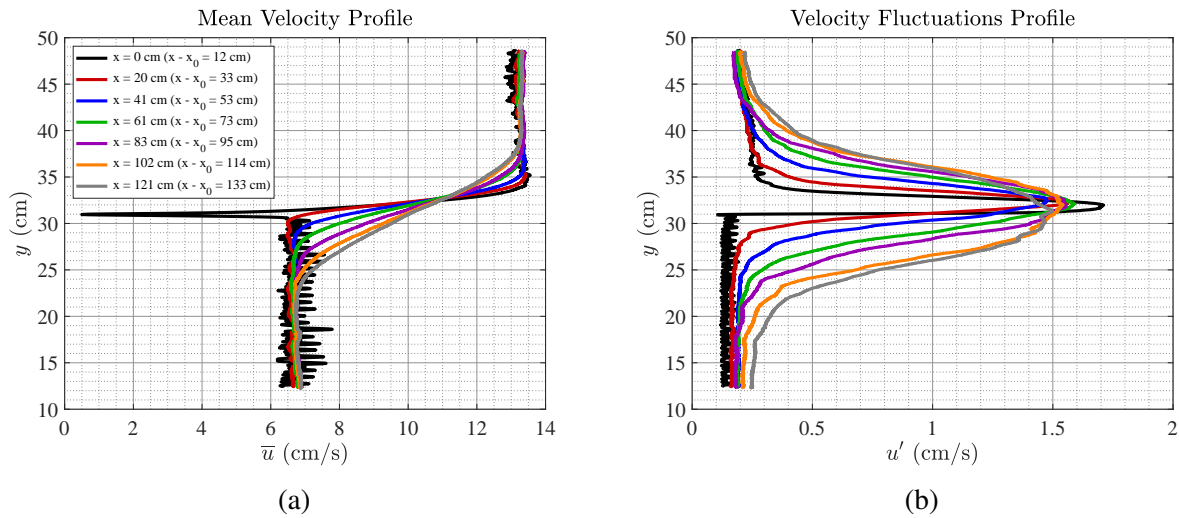 Mean Velocity Profile
50
45
40
35
30
25
20
15
10
y (cm)
x = 0 cm (x - x0 = 12 cm)
x = 20 cm (x - x0 = 33 cm)
x = 41 cm (x - x0 = 53 cm)
x = 61 cm (x - x0 = 73 cm)
x = 83 cm (x - x0 = 95 cm)
x = 102 cm (x - x0 = 114 cm)
x = 121 cm (x - x0 = 133 cm)
0 2 4 6 8 10 12 14
u̅ (cm/s)
(a)
Velocity Fluctuations Profile
50
45
40
35
30
25
20
15
10
y (cm)
0 0.5 1 1.5 2
u′ (cm/s)
(b)